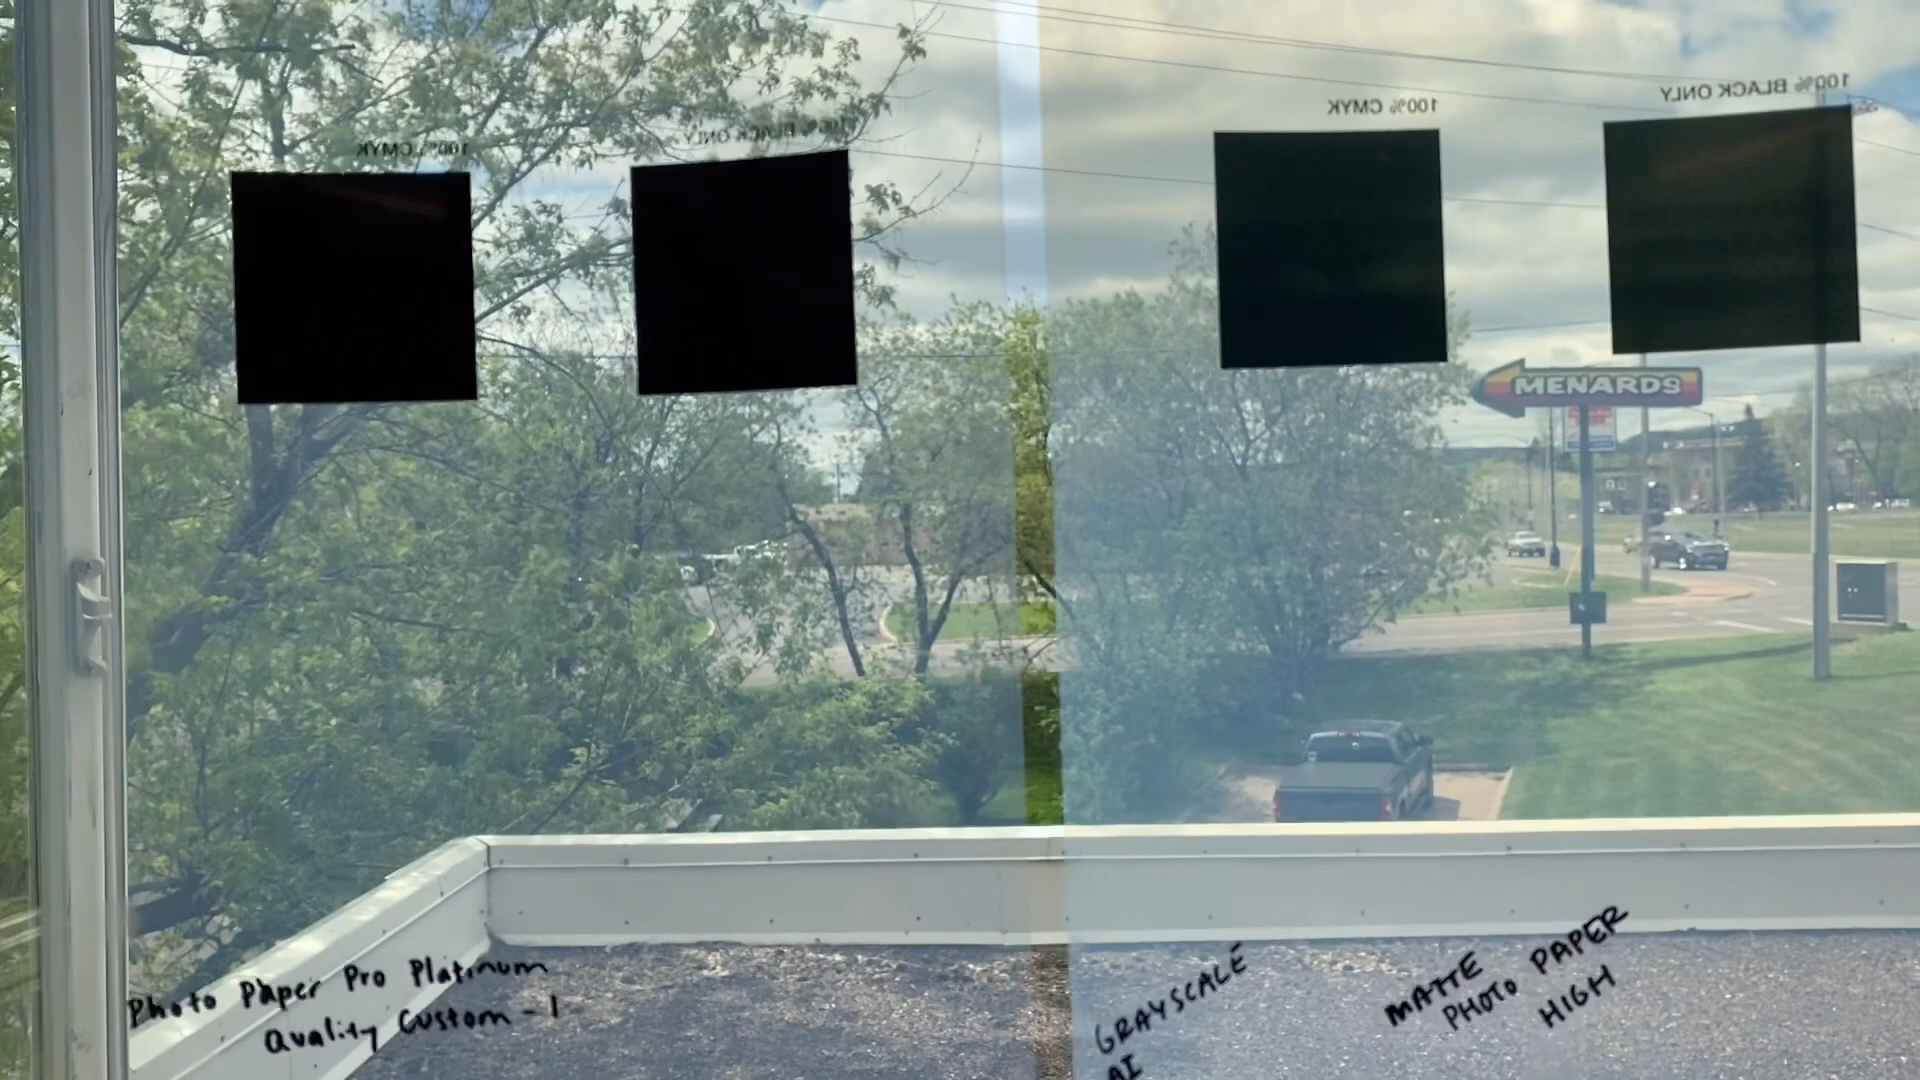 100% CMYK
100% BLACK ONLY
100% CMYK
100% BLACK ONLY
MENARDS
Photo Paper Pro Platinum
Quality Custom - 1
GRAYSCALE
AI
MATTE
PHOTO PAPER
HIGH